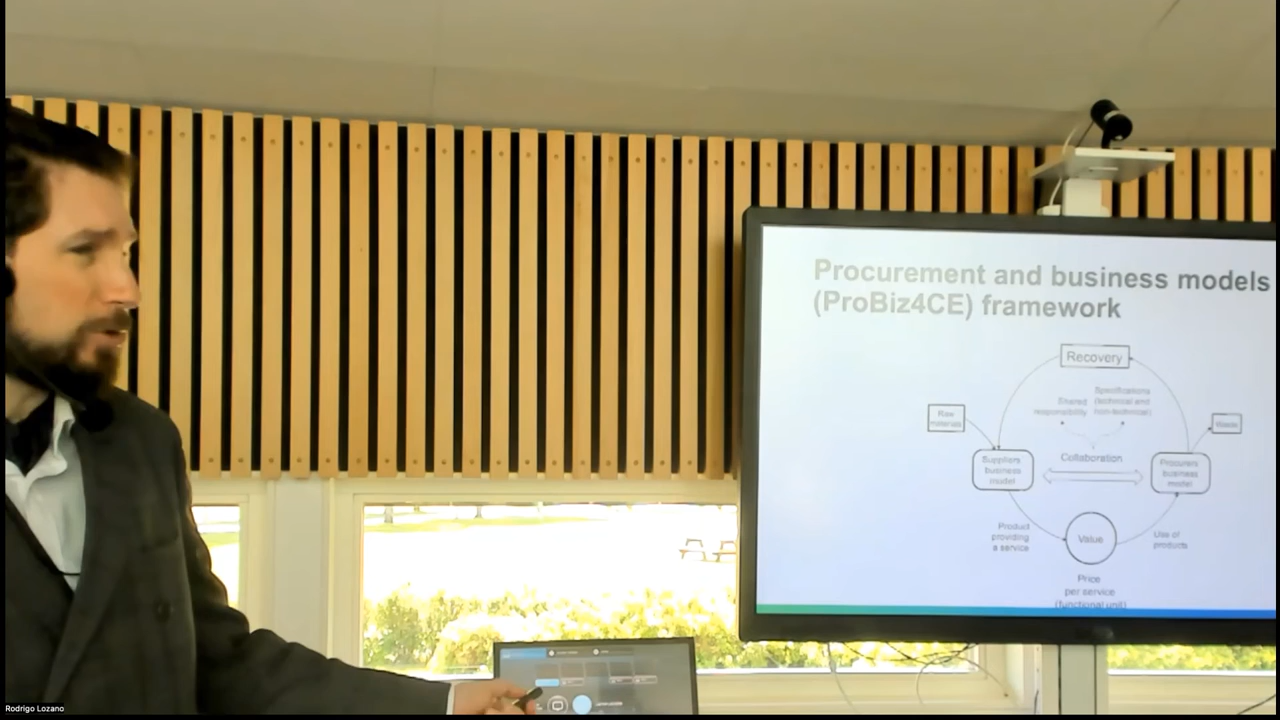 Procurement and business models
(ProBiz4CE) framework
Recovery
Specifications
(technical and
non-technical)
Shared
responsibility
Raw
materials
Waste
Collaboration
Suppliers
business
model
Procurers
business
model
Value
Product
providing
a service
Use of
products
Price
per service
(functional unit)
Rodrigo Lozano